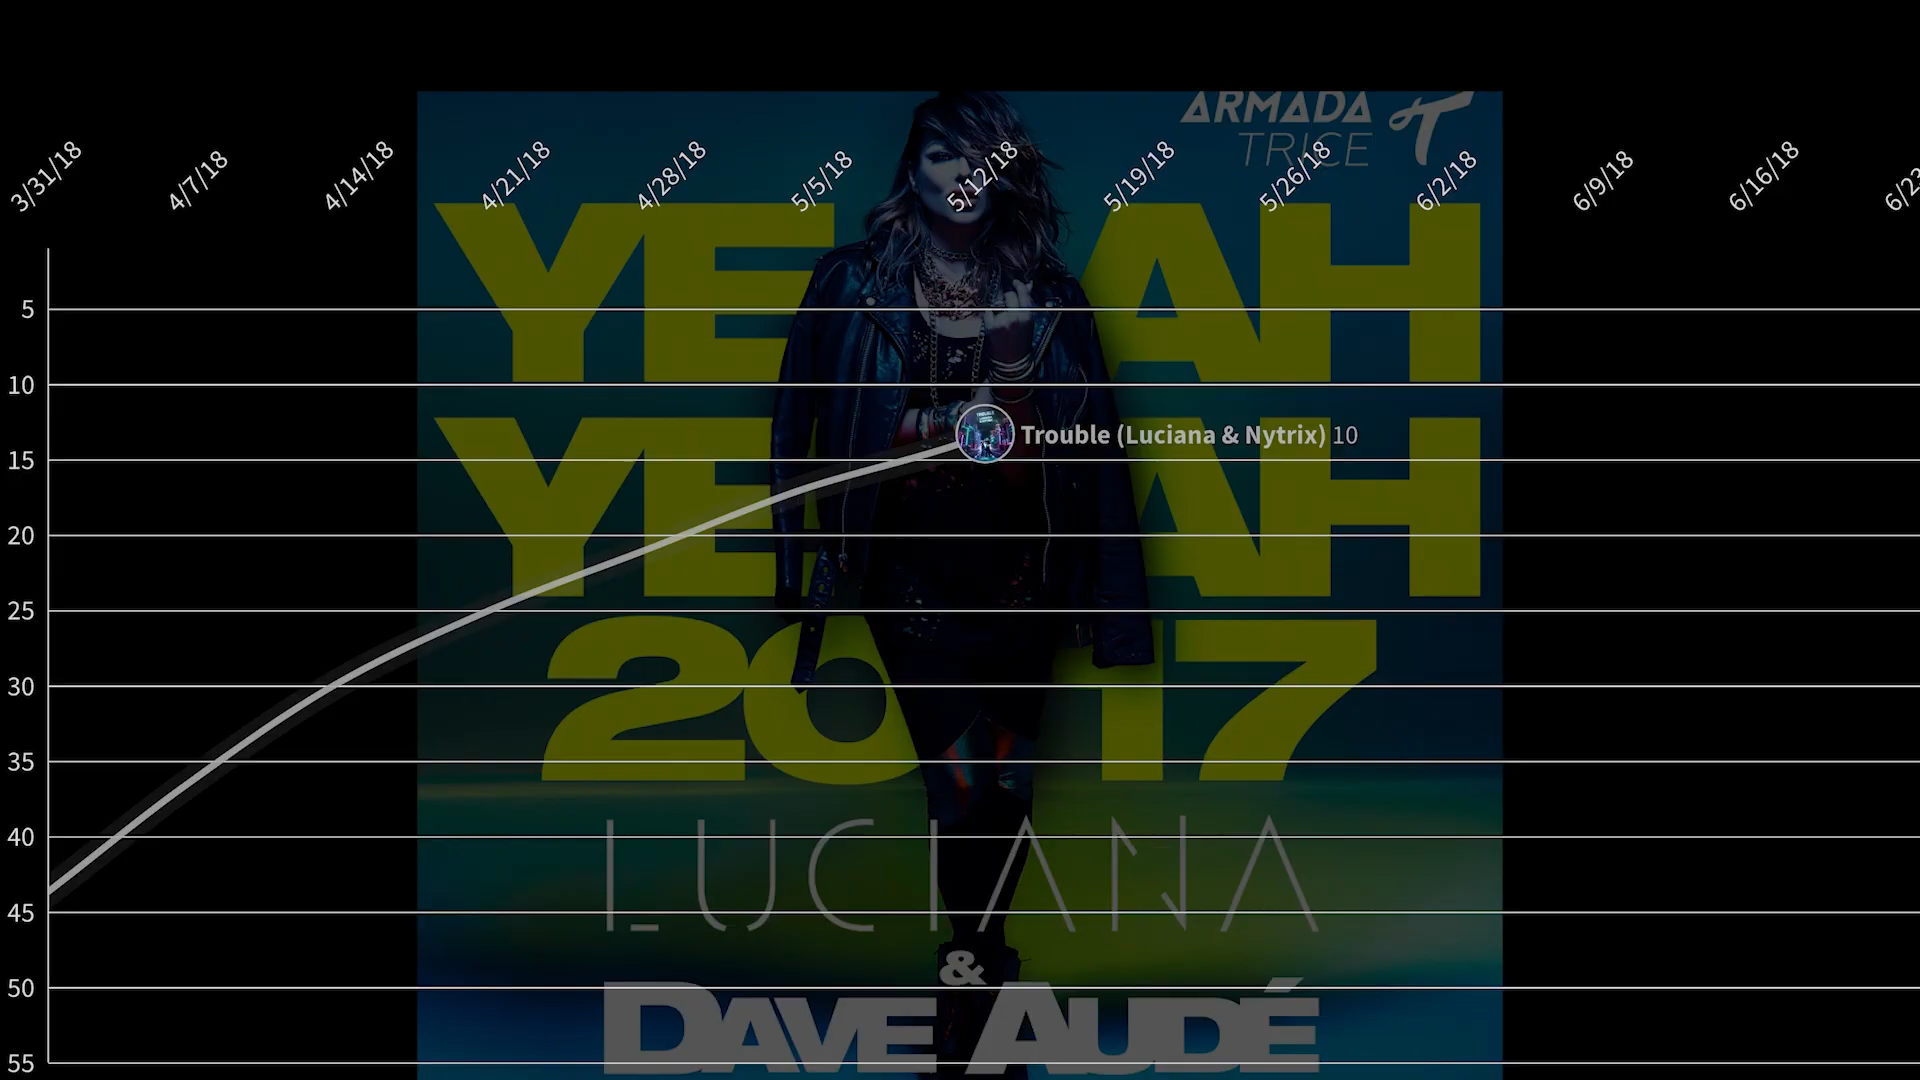 ARMADA
TRICE
3/31/18 4/7/18 4/14/18 4/21/18 4/28/18 5/5/18 5/12/18 5/19/18 5/26/18 6/2/18 6/9/18 6/16/18
YEAH
5
10
Trouble (Luciana & Nytrix) 10
15
YEAH
20
25
30
2017
35
40
LUCIANA
45
&
50
DAVE AUDÉ
55